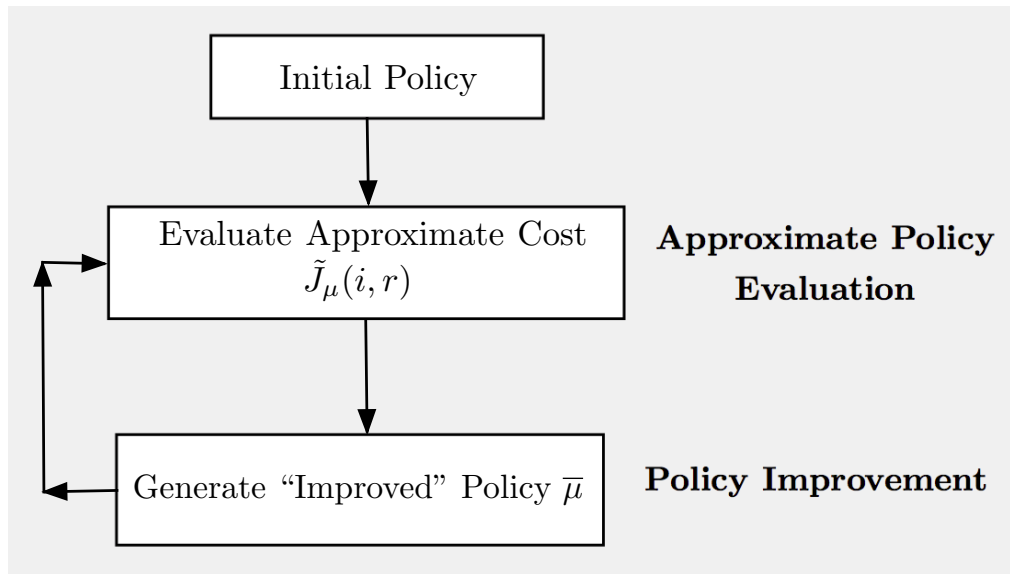 Initial Policy
Evaluate Approximate Cost
J̃μ(i, r)
Approximate Policy
Evaluation
Generate “Improved” Policy μ̅
Policy Improvement